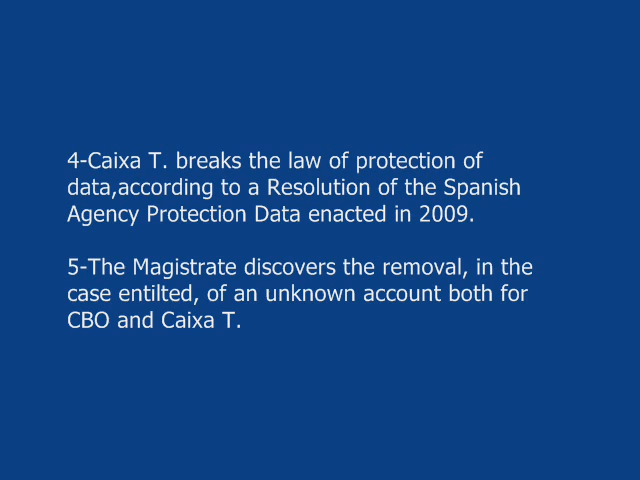 4-Caixa T. breaks the law of protection of
data,according to a Resolution of the Spanish
Agency Protection Data enacted in 2009.
5-The Magistrate discovers the removal, in the
case entilted, of an unknown account both for
CBO and Caixa T.